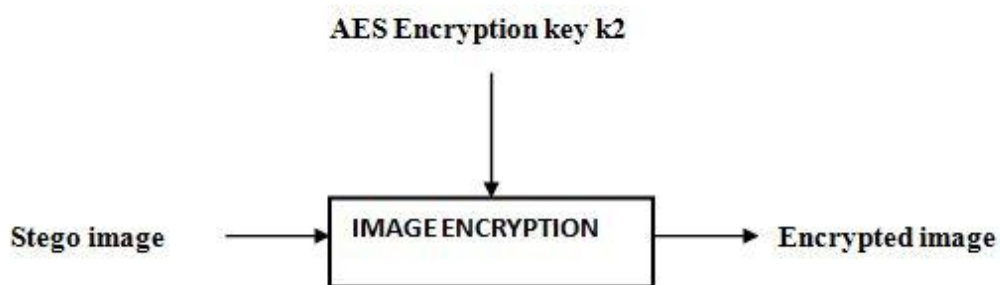 AES Encryption key k2
Stego image
IMAGE ENCRYPTION
Encrypted image